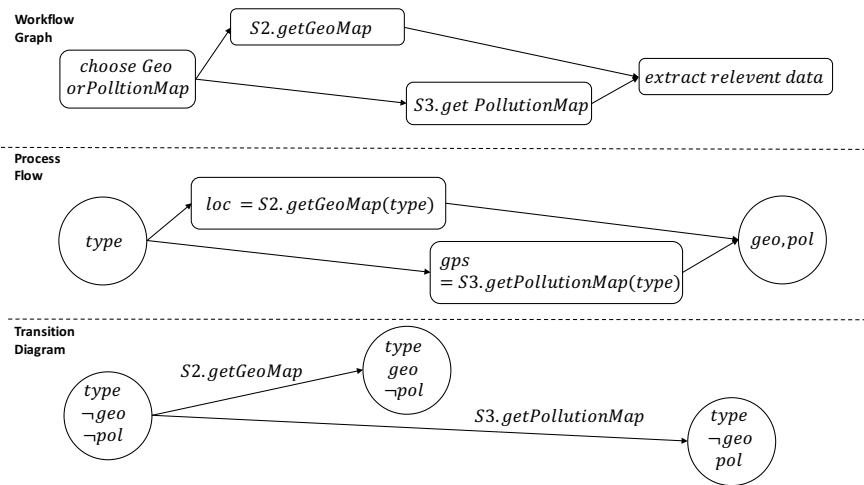 Workflow
Graph
S2.getGeoMap
choose Geo
orPolltionMap
extract relevent data
S3.get PollutionMap
Process
Flow
loc = S2.getGeoMap(type)
type
geo,pol
gps
= S3.getPollutionMap(type)
Transition
Diagram
type
geo
¬pol
S2.getGeoMap
type
¬geo
¬pol
S3.getPollutionMap
type
¬geo
pol